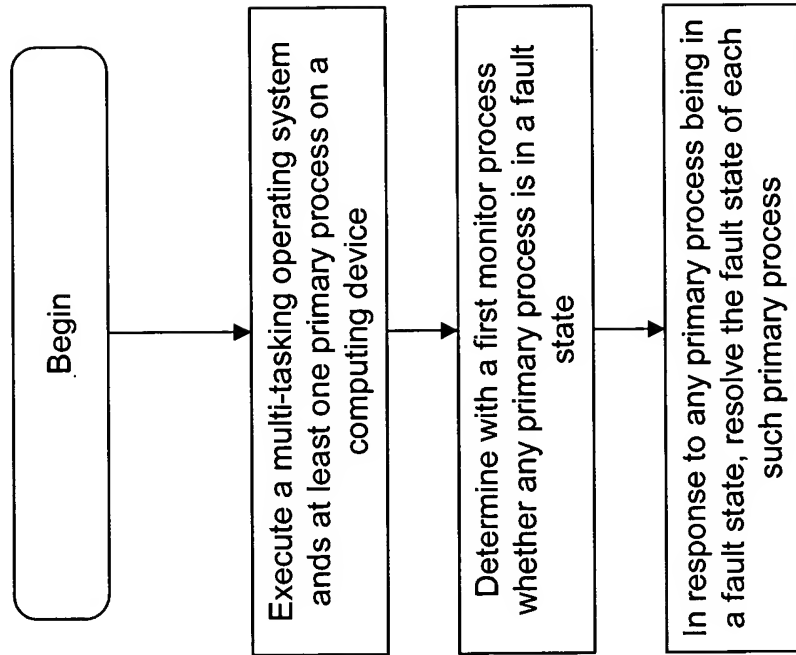 Begin
Execute a multi-tasking operating system
ands at least one primary process on a
computing device
Determine with a first monitor process
whether any primary process is in a fault
state
In response to any primary process being in
a fault state, resolve the fault state of each
such primary process